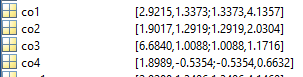 co1 [2.9215,1.3373;1.3373,4.1357]
co2 [1.9017,1.2919;1.2919,2.0304]
co3 [6.6840,1.0088;1.0088,1.1716]
co4 [1.8989,-0.5354;-0.5354,0.6632]